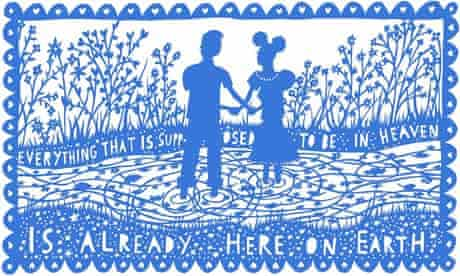 EVERYTHING THAT IS SUPPOSED TO BE IN HEAVEN
IS ALREADY HERE ON EARTH